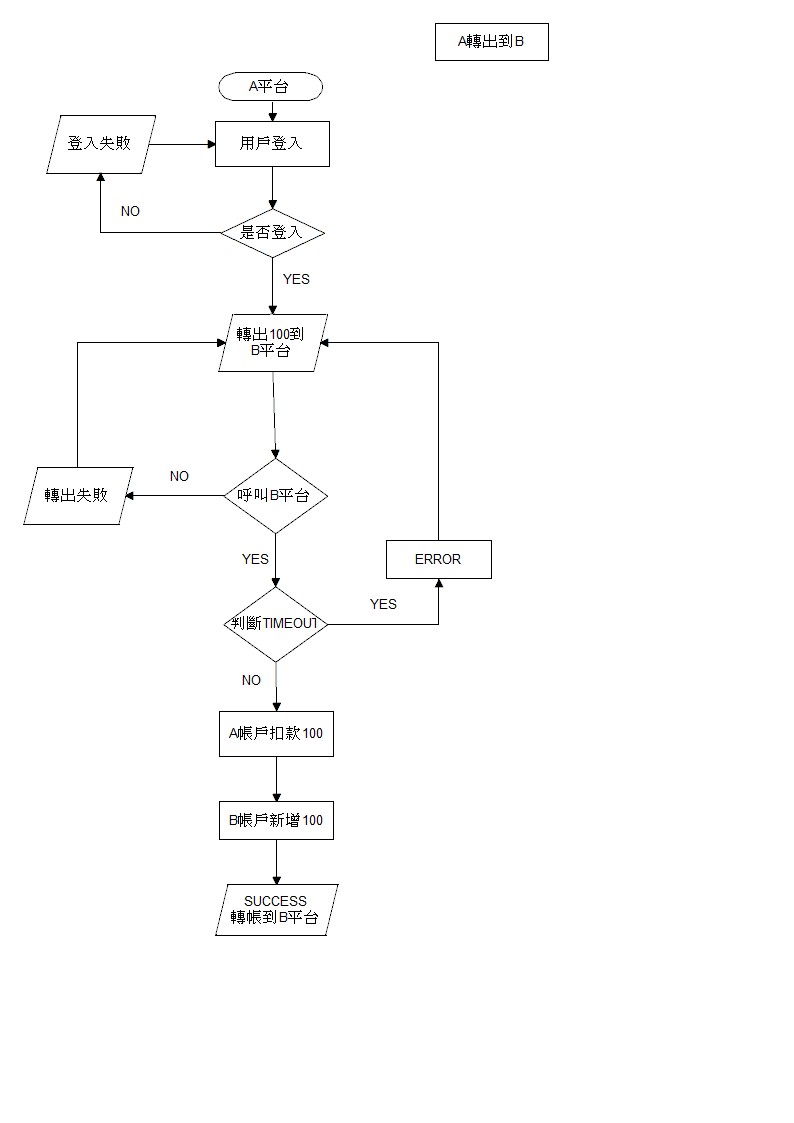 A轉出到B
A平台
登入失敗
用戶登入
NO
是否登入
YES
轉出100到
B平台
NO
轉出失敗
呼叫B平台
YES
ERROR
YES
判斷TIMEOUT
NO
A帳戶扣款100
B帳戶新增100
SUCCESS
轉帳到B平台